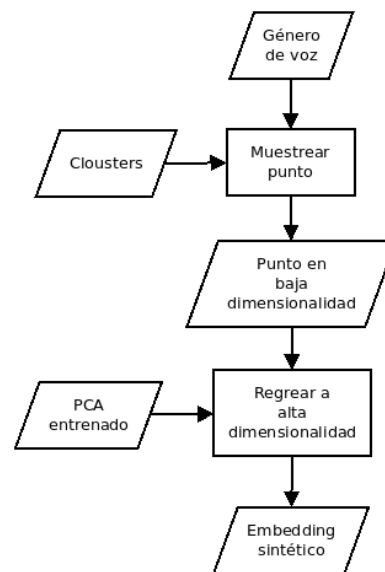 Género
de voz
Clousters
Muestrear
punto
Punto en
baja
dimensionalidad
PCA
entrenado
Regrear a
alta
dimensionalidad
Embedding
sintético